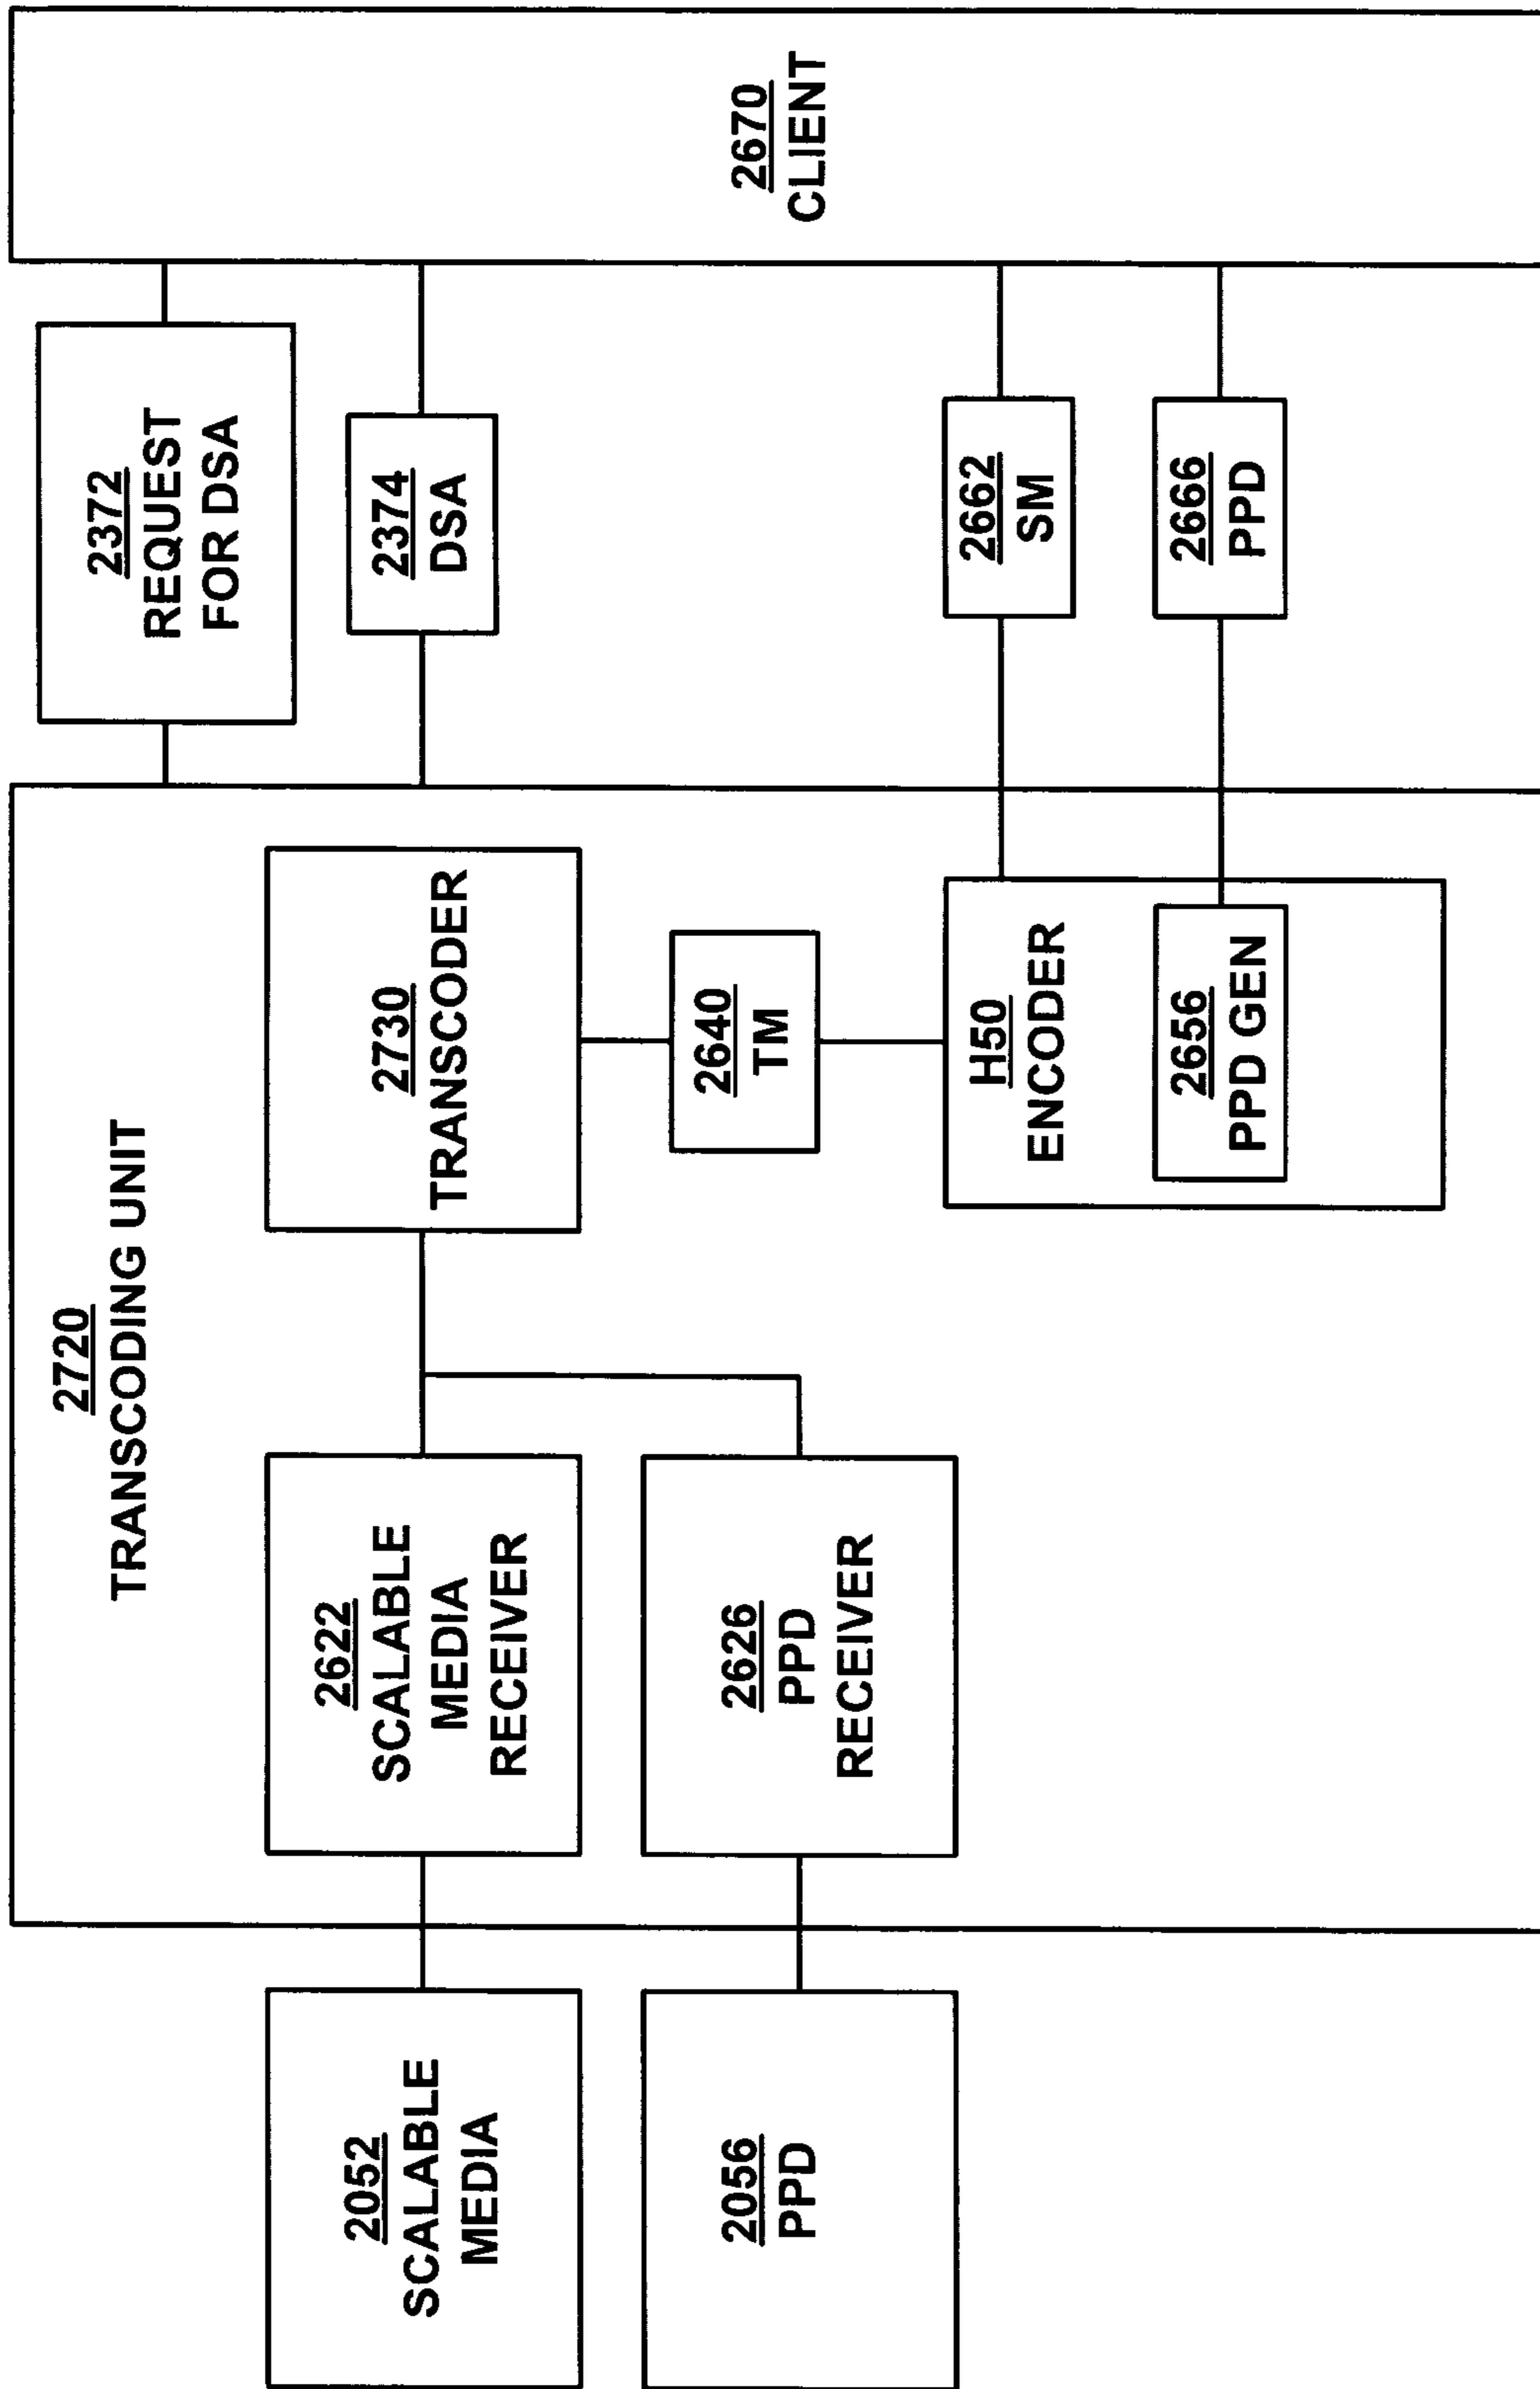 2720
TRANSCODING UNIT
2052
SCALABLE
MEDIA
2622
SCALABLE
MEDIA
RECEIVER
2730
TRANSCODER
2372
REQUEST
FOR DSA
2374
DSA
2056
PPD
2626
PPD
RECEIVER
2640
TM
H50
ENCODER
2656
PPD GEN
2662
SM
2666
PPD
2670
CLIENT